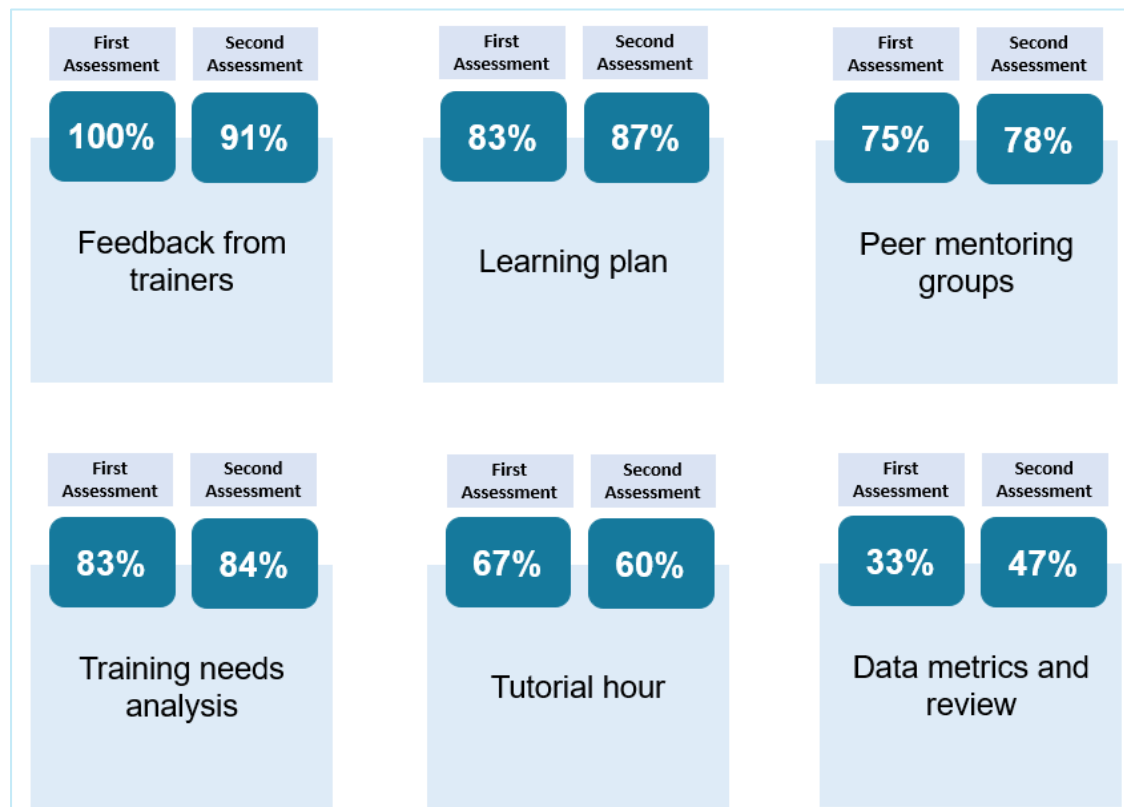 First Assessment
Second Assessment
100%
91%
Feedback from
trainers
First Assessment
Second Assessment
83%
87%
Learning plan
First Assessment
Second Assessment
75%
78%
Peer mentoring
groups
First Assessment
Second Assessment
83%
84%
Training needs
analysis
First Assessment
Second Assessment
67%
60%
Tutorial hour
First Assessment
Second Assessment
33%
47%
Data metrics and
review